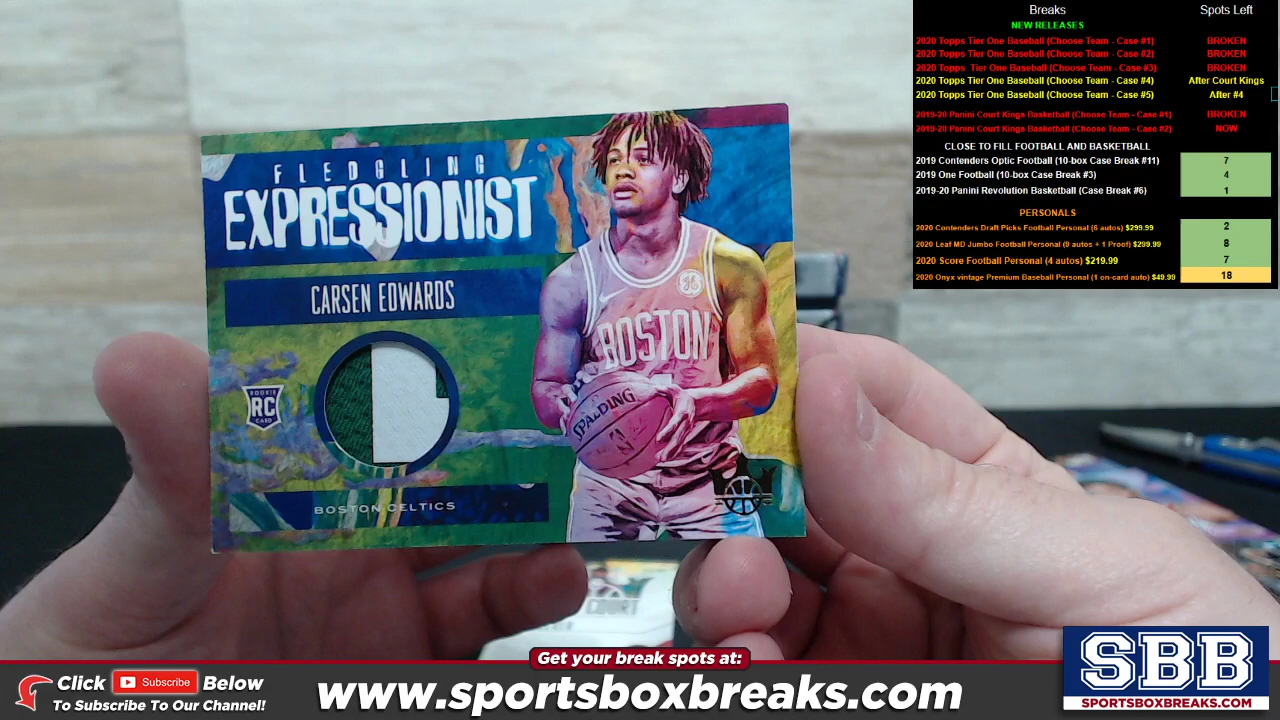 Breaks Spots Left
NEW RELEASES
2020 Topps Tier One Baseball (Choose Team - Case #1) BROKEN
2020 Topps Tier One Baseball (Choose Team - Case #2) BROKEN
2020 Topps Tier One Baseball (Choose Team - Case #3) BROKEN
2020 Topps Tier One Baseball (Choose Team - Case #4) After Court Kings
2020 Topps Tier One Baseball (Choose Team - Case #5) After #4
2019-20 Panini Court Kings Basketball (Choose Team - Case #1) BROKEN
2019-20 Panini Court Kings Basketball (Choose Team - Case #2) NOW
CLOSE TO FILL FOOTBALL AND BASKETBALL
2019 Contenders Optic Football (10-box Case Break #11) 7
2019 One Football (10-box Case Break #3) 4
2019-20 Panini Revolution Basketball (Case Break #6) 1
PERSONALS
2020 Contenders Draft Picks Football Personal (6 autos) $299.99 2
2020 Leaf MD Jumbo Football Personal (9 autos + 1 Proof) $299.99 8
2020 Score Football Personal (4 autos) $219.99 7
2020 Onyx vintage Premium Baseball Personal (1 on-card auto) $49.99 18
FLEDGLING
EXPRESSIONIST
CARSEN EDWARDS
ROOKIE
RC
CARD
BOSTON CELTICS
GE
BOSTON
SPALDING
COURT
Get your break spots at:
Click Subscribe Below
To Subscribe To Our Channel!
www.sportsboxbreaks.com
SBB
SPORTSBOXBREAKS.COM